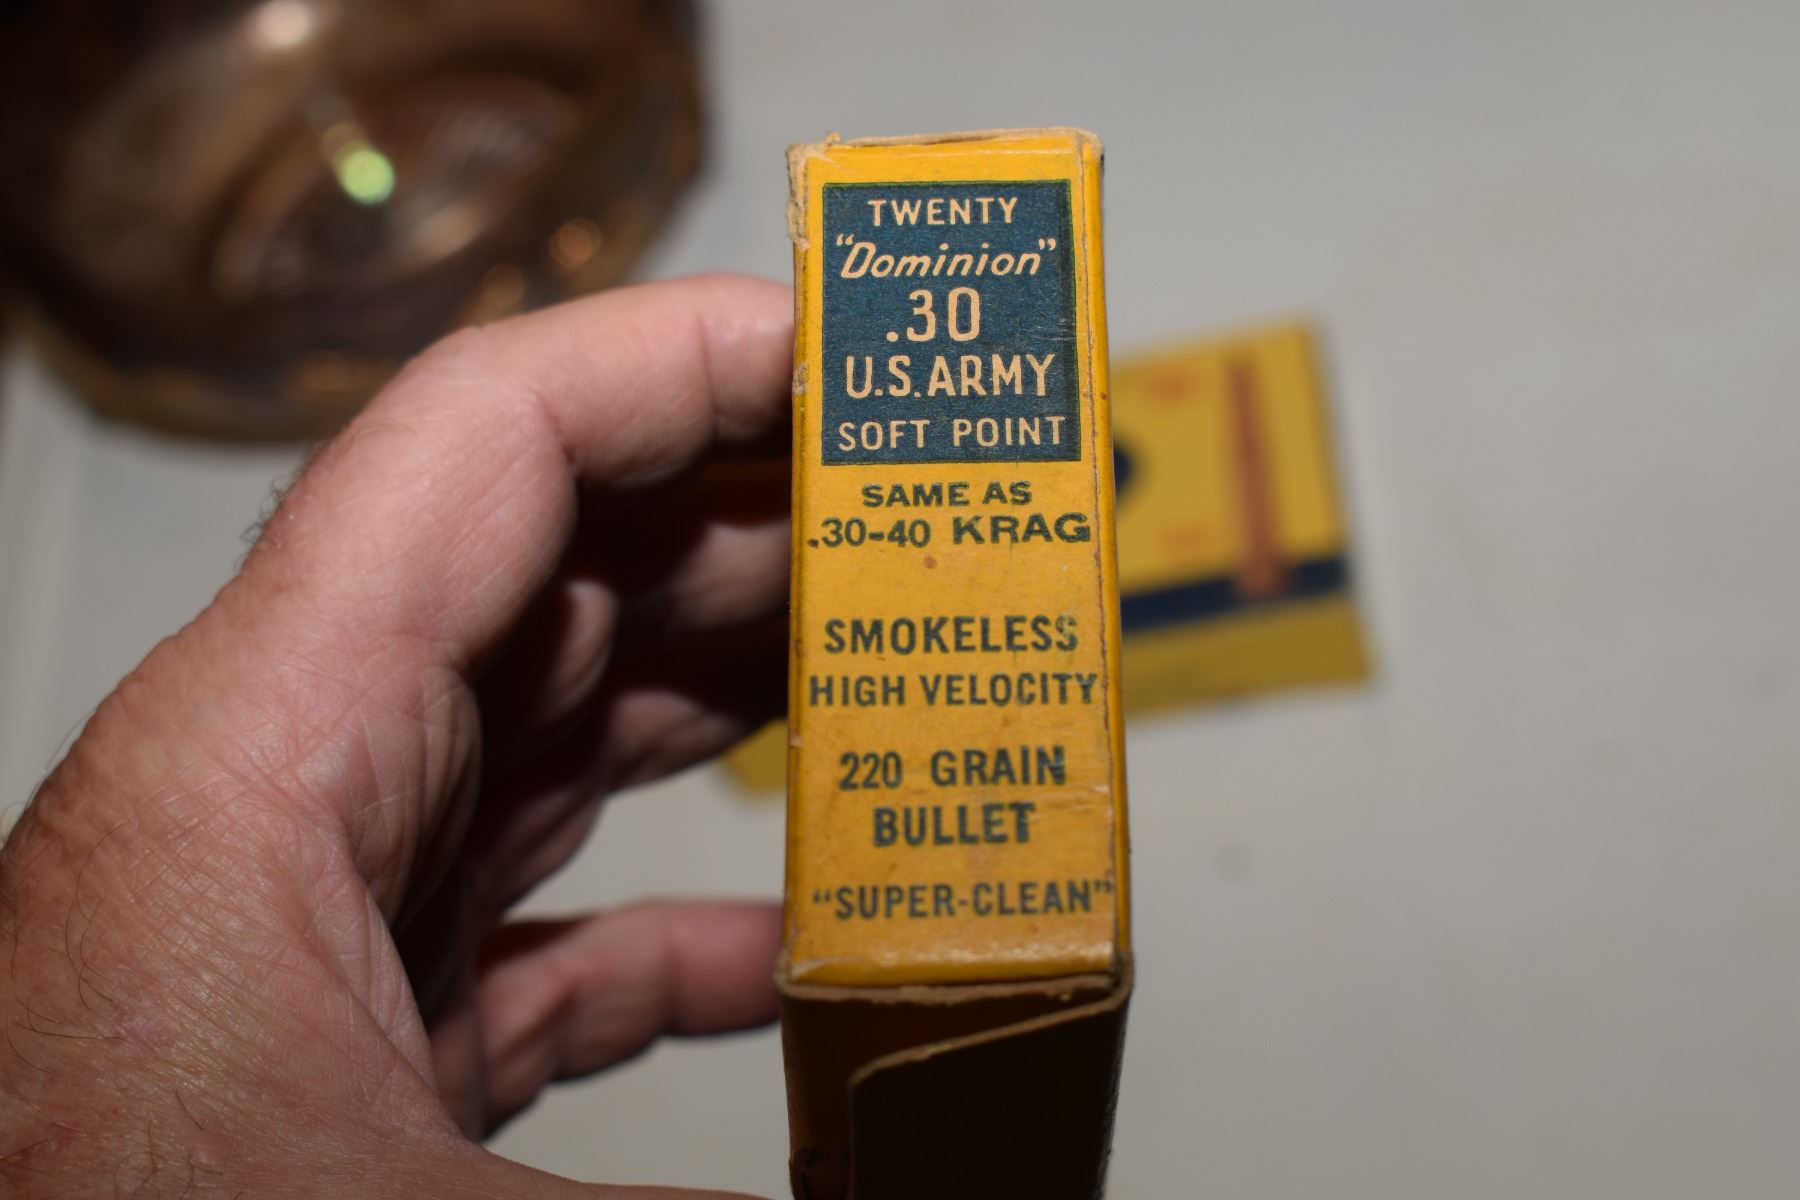 TWENTY
"Dominion"
.30
U.S. ARMY
SOFT POINT
SAME AS
.30-40 KRAG
SMOKELESS
HIGH VELOCITY
220 GRAIN
BULLET
"SUPER-CLEAN"